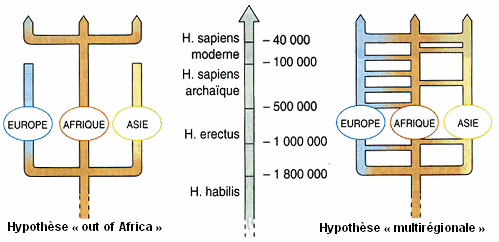 EUROPE
AFRIQUE
ASIE
Hypothèse « out of Africa »
H. sapiens
moderne
H. sapiens
archaïque
H. erectus
H. habilis
– 40 000
– 100 000
– 500 000
– 1 000 000
– 1 800 000
EUROPE
AFRIQUE
ASIE
Hypothèse « multirégionale »